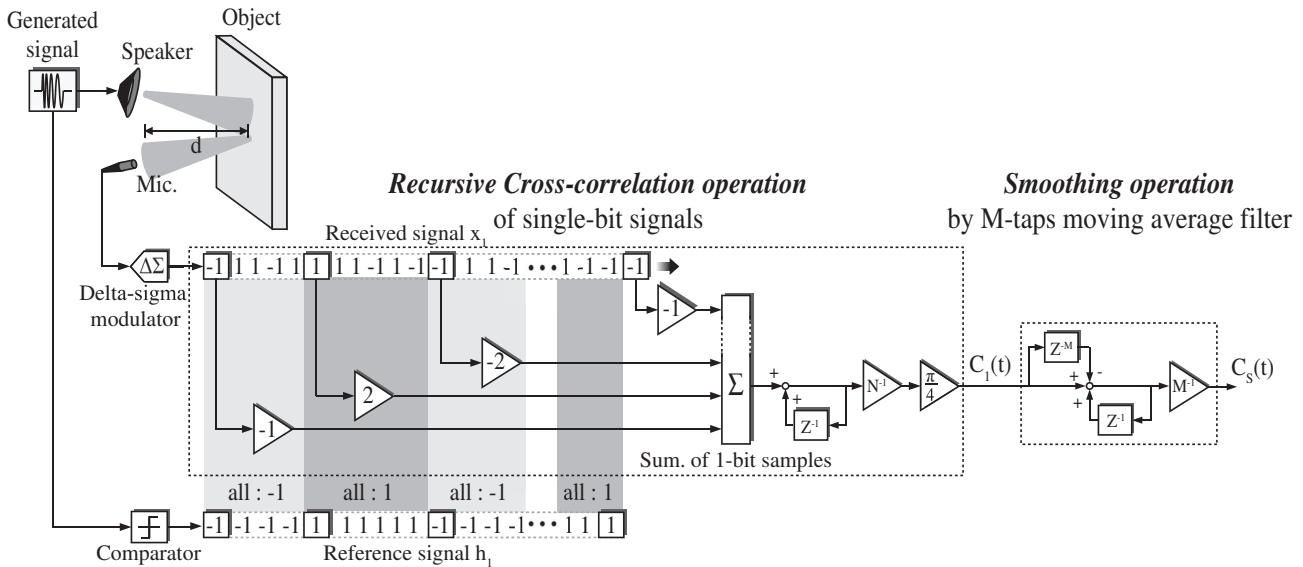 Generated
signal
Speaker
Object
d
Mic.
Recursive Cross-correlation operation
of single-bit signals
Smoothing operation
by M-taps moving average filter
Received signal x1
ΔΣ
Delta-sigma
modulator
-1 1 1 -1 1 1 1 1 -1 1 -1 -1 1 1 -1 ••• 1 -1 -1 -1
-1
-2
2
-1
Σ
+
+
Z-1
N-1
π
4
C1(t)
Z-M
-
+
+
Z-1
M-1
CS(t)
Sum. of 1-bit samples
all : -1
all : 1
all : -1
all : 1
-1 -1 -1 -1 1 1 1 1 1 1 -1 -1 -1 -1 ••• 1 1 1
Comparator
Reference signal h1